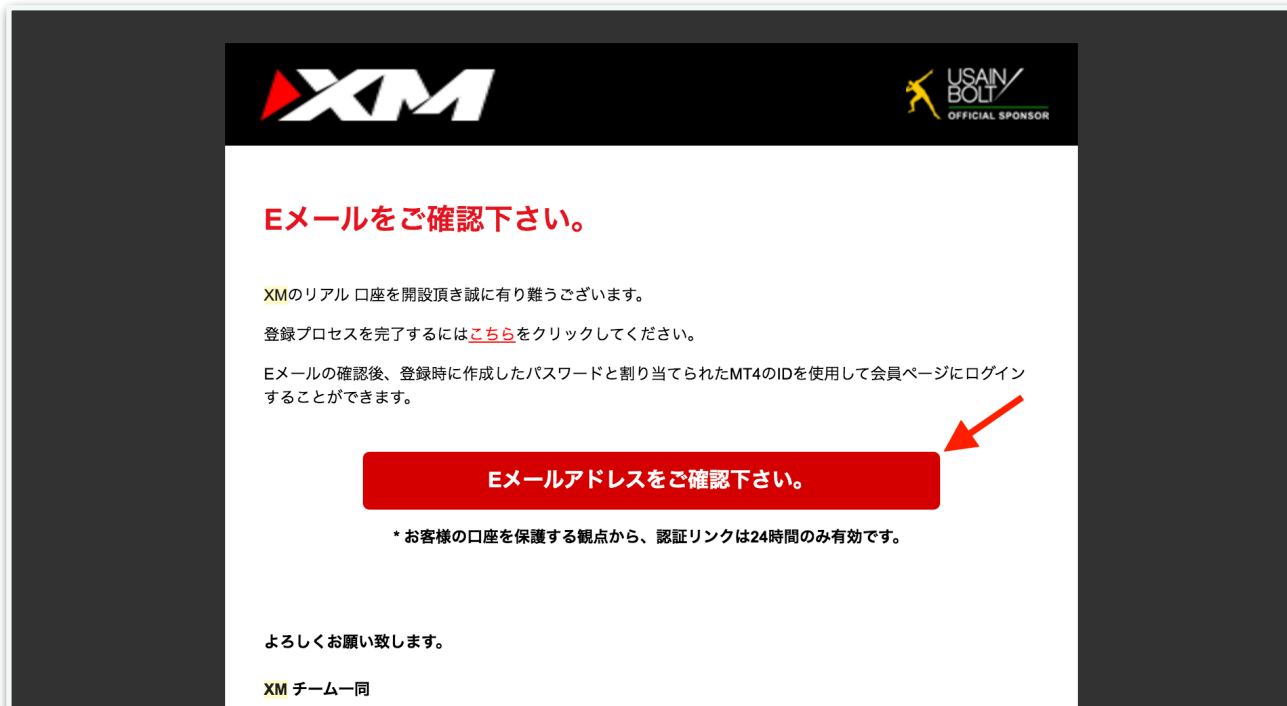 XM
USAIN
BOLT
OFFICIAL SPONSOR
Eメールをご確認下さい。
XMのリアル 口座を開設頂き誠に有り難うございます。
登録プロセスを完了するにはこちらをクリックしてください。
Eメールの確認後、登録時に作成したパスワードと割り当てられたMT4のIDを使用して会員ページにログイン
することができます。
Eメールアドレスをご確認下さい。
* お客様の口座を保護する観点から、認証リンクは24時間のみ有効です。
よろしくお願い致します。
XM チーム一同